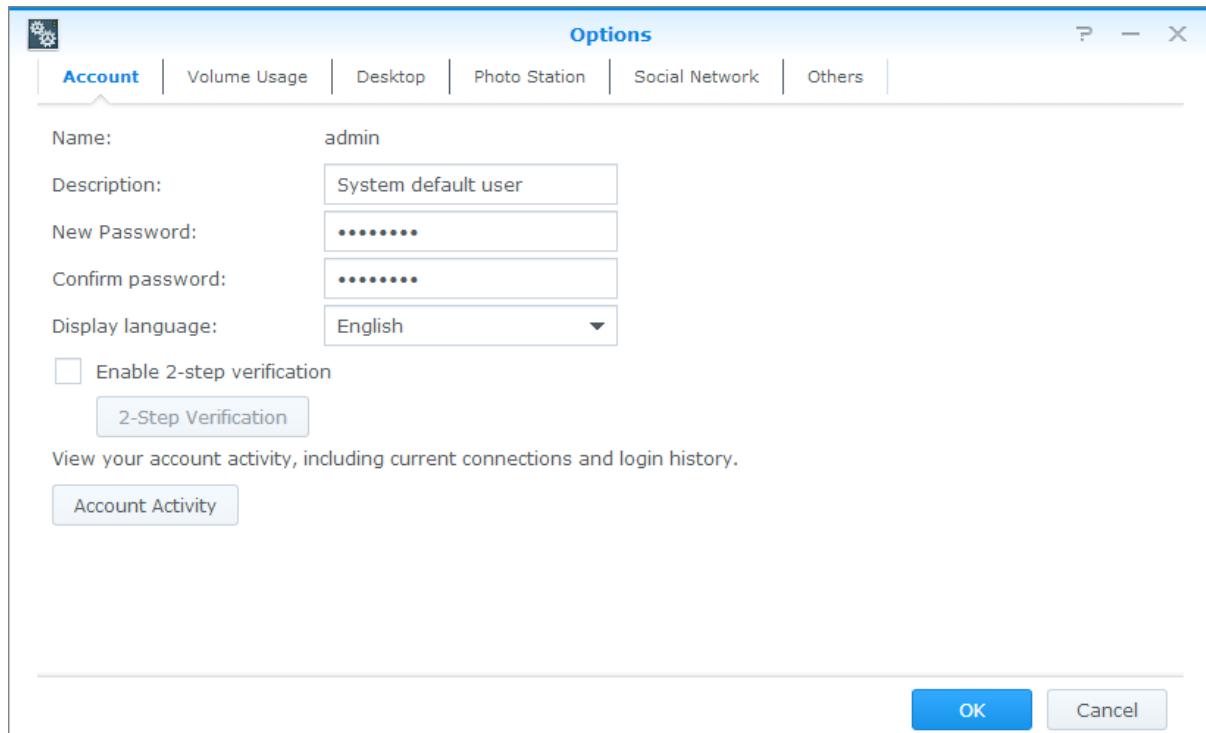 Options
Account Volume Usage Desktop Photo Station Social Network Others
Name: admin
Description: System default user
New Password: ••••••••
Confirm password: ••••••••
Display language: English
Enable 2-step verification
2-Step Verification
View your account activity, including current connections and login history.
Account Activity
OK Cancel